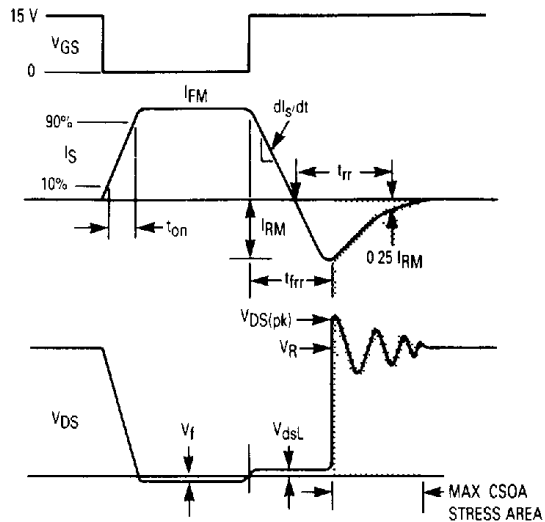 15 V
VGS
0
IFM
dIs/dt
90%
IS
10%
trr
ton
IRM
0 25 IRM
tfrr
VDS(pk)
VR
VDS
Vf
VdsL
MAX CSOA
STRESS AREA